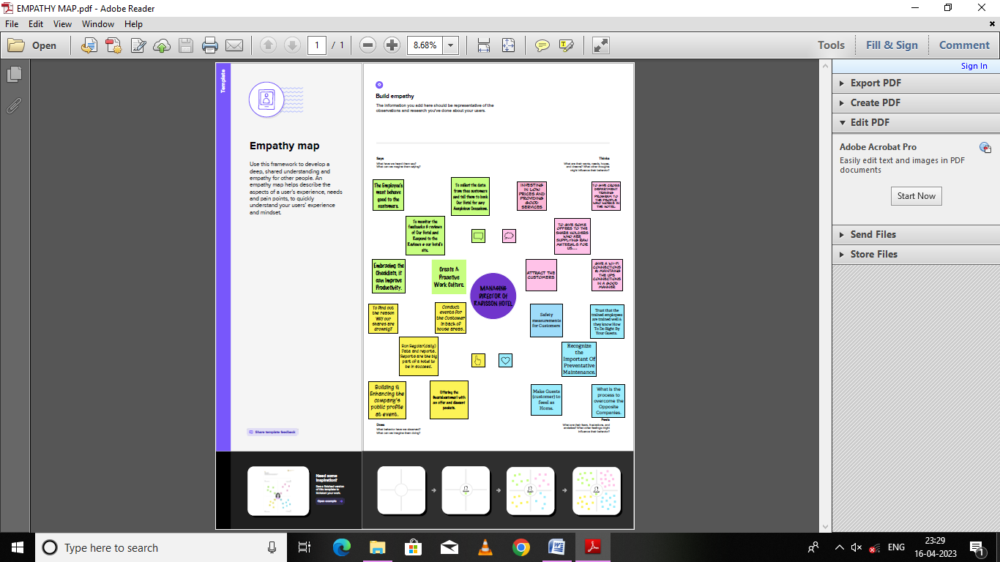 EMPATHY MAP.pdf - Adobe Reader
File Edit View Window Help
Open 1 / 1 8.68% Tools Fill & Sign Comment
Sign In
Export PDF
Create PDF
Edit PDF
Adobe Acrobat Pro
Easily edit text and images in PDF
documents
Start Now
Send Files
Store Files
Template
Empathy map
Use this framework to develop a
deep, shared understanding and
empathy for other people. An
empathy map helps describe the
aspects of a user's experience, needs
and pain points, to quickly
understand your users' experience
and mindset.
Share template feedback
Build empathy
The information you add here should be representative of the
observations and research you've done about your users.
Says
What have we heard them say?
What can we imagine them saying?
Thinks
What are their wants, needs, hopes,
and dreams? What other thoughts
might influence their behavior?
The Employee's
must behave
good to the
customers.
To collect the data
from thee customers
and tell them to book
Our Hotel for any
Auspicious Occasions.
INVESTING
IN LOW
PRICES AND
PROVIDING
GOOD
SERVICES
TO GIVE CROSS
DEPARTMENT
TRAINING
PROGRAM TO
THE PEOPLE
WHO WORKS IN
THE HOTEL
To monitor the
feedbacks & reviews
of Our Hotel and
Respond to the
Reviews @ our hotel's
site.
TO GIVE SOME
OFFERS TO THE
SHARE HOLDERS
WHO ARE
SUPPLYING RAW
MATERIALS FOR
US...
Embracing the
Checklists, it
can Improve
Productivity.
Create A
Proactive
Work Culture.
ATTRACT THE
CUSTOMERS
GIVE A WI-FI
CONNECTIONS
& MAINTAING
THE UPS
CONNECTIONS
IN A GOOD
MANNER
MANAGING
DIRECTOR OF
RADISSON HOTEL
To find out
the reason
Why our
shares are
drownig?
Conduct
events for
the Customer
in back of
house areas.
Safety
measurements
for Customers
Trust that the
trained employees
are trained well &
they know How
To Do Right By
Your Guests.
Run Regular(daily)
Data and reports.
Reports are the big
part of a hotel to
be in succeed.
Recognize
the
Important Of
Preventative
Maintenance.
Building &
Enhancing the
company's
public profile
at event.
Offering the
Guests(customers) with
an offer and discount
packets.
Make Guests
(customer) to
feeel as
Home.
What is the
process to
overcome the
Opposite
Companies.
Does
What behavior have we observed?
What can we imagine them doing?
Feels
What are their fears, frustrations, and
anxieties? What other feelings might
influence their behavior?
Need some
inspiration?
See a finished version
of this template to
kickstart your work.
Open example
Type here to search
ENG
23:29
16-04-2023
1